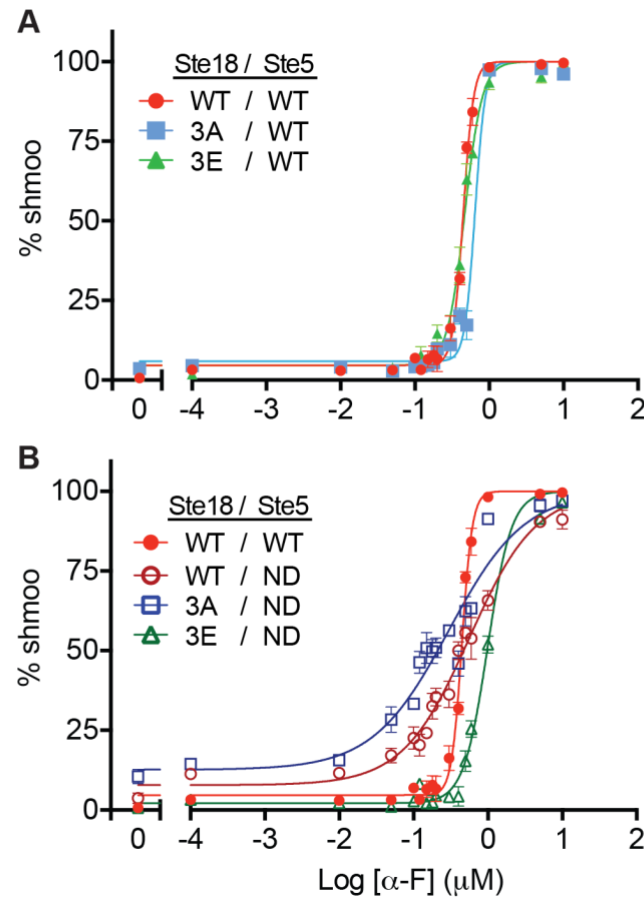 A
100
75
50
25
0
% shmoo
Ste18 / Ste5
WT / WT
3A / WT
3E / WT
0 -4 -3 -2 -1 0 1 2
B
100
75
50
25
0
% shmoo
Ste18 / Ste5
WT / WT
WT / ND
3A / ND
3E / ND
0 -4 -3 -2 -1 0 1 2
Log [α-F] (μM)